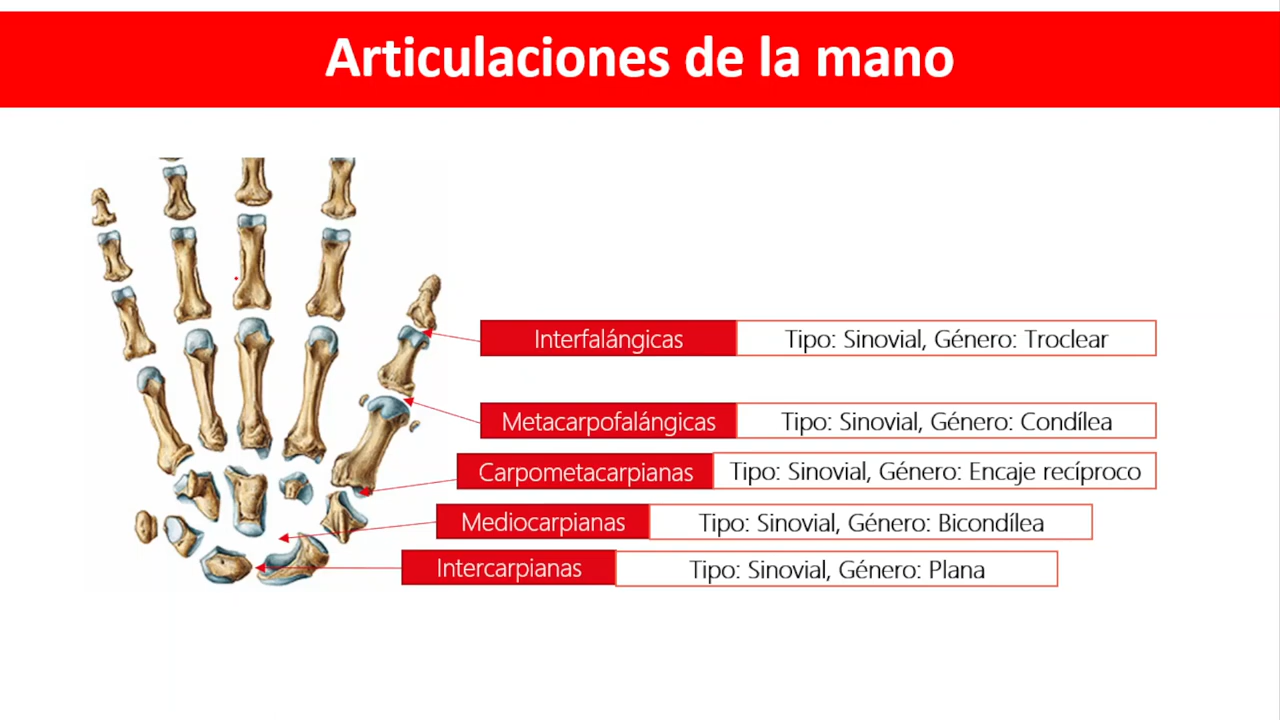 Articulaciones de la mano
Interfalángicas Tipo: Sinovial, Género: Troclear
Metacarpofalángicas Tipo: Sinovial, Género: Condílea
Carpometacarpianas Tipo: Sinovial, Género: Encaje recíproco
Mediocarpianas Tipo: Sinovial, Género: Bicondílea
Intercarpianas Tipo: Sinovial, Género: Plana